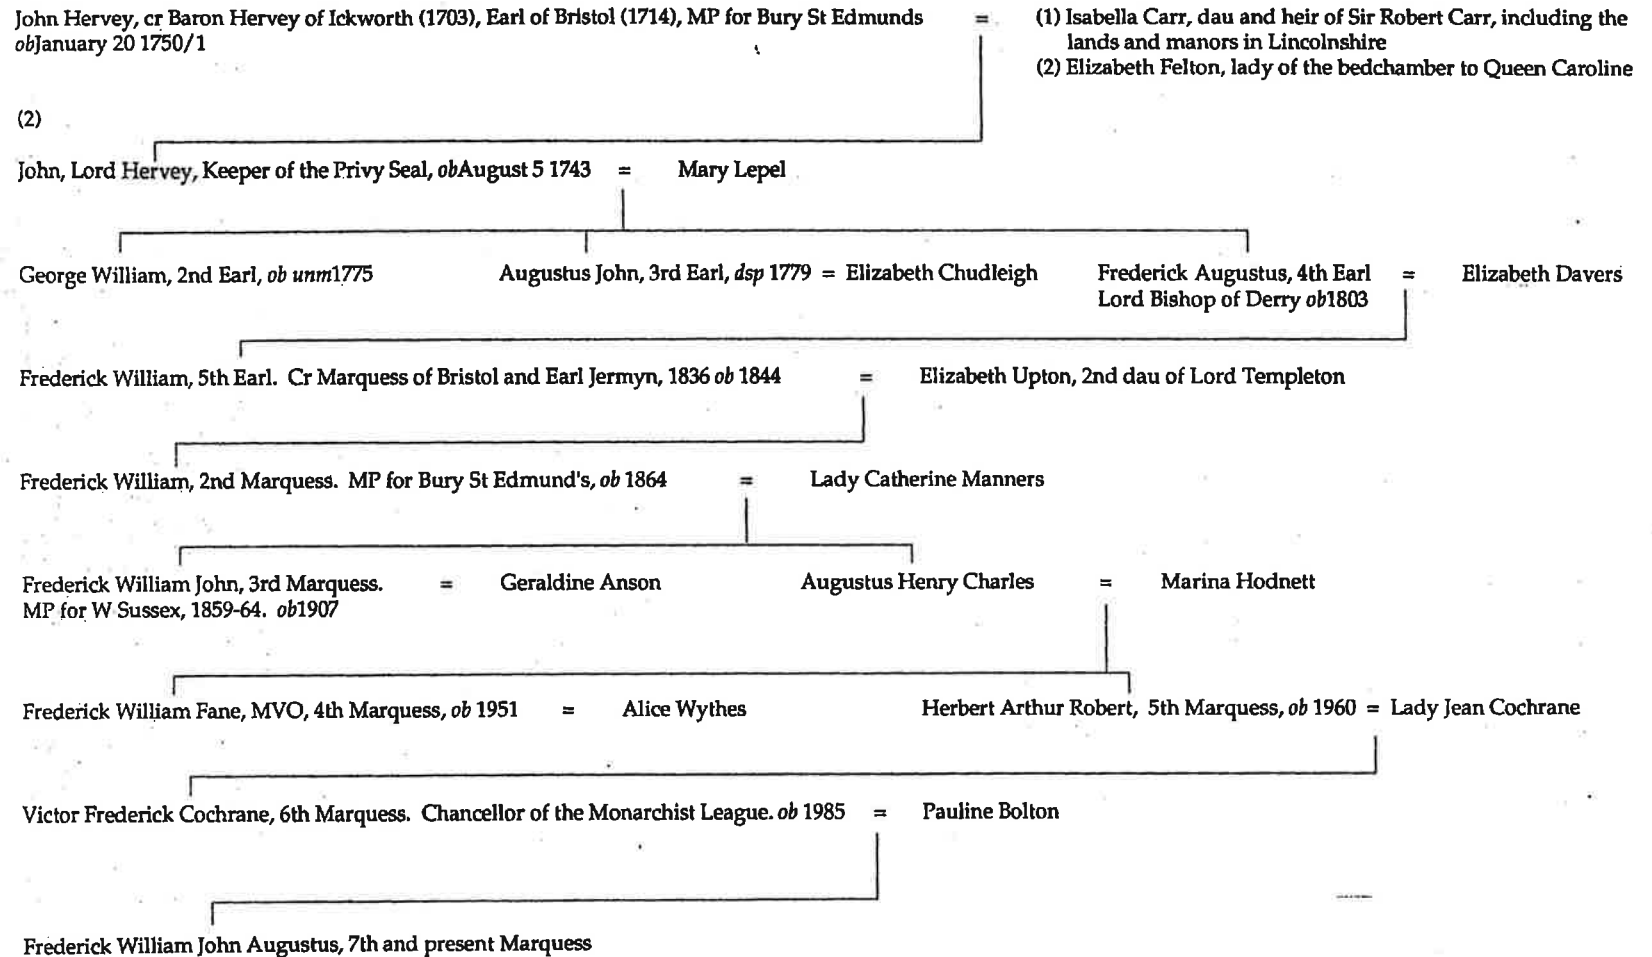 John Hervey, cr Baron Hervey of Ickworth (1703), Earl of Bristol (1714), MP for Bury St Edmunds = (1) Isabella Carr, dau and heir of Sir Robert Carr, including the
obJanuary 20 1750/1 lands and manors in Lincolnshire
(2) Elizabeth Felton, lady of the bedchamber to Queen Caroline
(2)
John, Lord Hervey, Keeper of the Privy Seal, obAugust 5 1743 = Mary Lepel
George William, 2nd Earl, ob unm1775 Augustus John, 3rd Earl, dsp 1779 = Elizabeth Chudleigh Frederick Augustus, 4th Earl = Elizabeth Davers
Lord Bishop of Derry ob1803
Frederick William, 5th Earl. Cr Marquess of Bristol and Earl Jermyn, 1836 ob 1844 = Elizabeth Upton, 2nd dau of Lord Templeton
Frederick William, 2nd Marquess. MP for Bury St Edmund's, ob 1864 = Lady Catherine Manners
Frederick William John, 3rd Marquess. = Geraldine Anson Augustus Henry Charles = Marina Hodnett
MP for W Sussex, 1859-64. ob1907
Frederick William Fane, MVO, 4th Marquess, ob 1951 = Alice Wythes Herbert Arthur Robert, 5th Marquess, ob 1960 = Lady Jean Cochrane
Victor Frederick Cochrane, 6th Marquess. Chancellor of the Monarchist League. ob 1985 = Pauline Bolton
Frederick William John Augustus, 7th and present Marquess